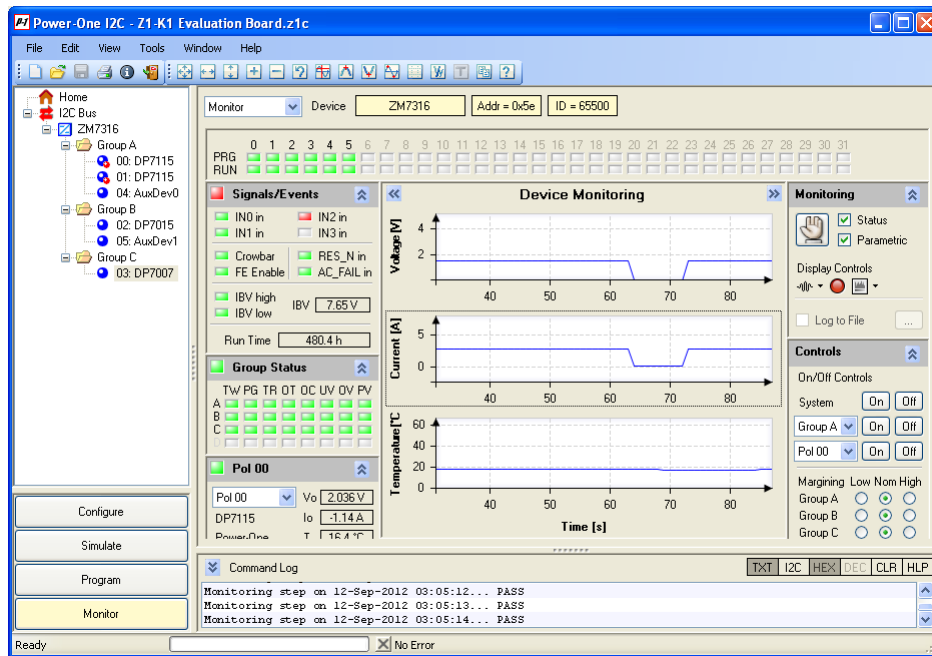 Power-One I2C - Z1-K1 Evaluation Board.z1c
File Edit View Tools Window Help
Home
I2C Bus
ZM7316
Group A
00: DP7115
01: DP7115
04: AuxDev0
Group B
02: DP7015
05: AuxDev1
Group C
03: DP7007
Configure
Simulate
Program
Monitor
Monitor Device ZM7316 Addr = 0x5e ID = 65500
0 1 2 3 4 5 6 7 8 9 10 11 12 13 14 15 16 17 18 19 20 21 22 23 24 25 26 27 28 29 30 31
PRG
RUN
Signals/Events
IN0 in IN2 in
IN1 in IN3 in
Crowbar RES_N in
FE Enable AC_FAIL in
IBV high
IBV low
IBV 7.65 V
Run Time 480.4 h
Group Status
TW PG TR OT OC UV OV PV
A
B
C
D
Pol 00
Pol 00 Vo 2.036 V
DP7115 Io -1.14 A
Power-One T 16.4 °C
Device Monitoring
Voltage [V]
4
2
40 50 60 70 80
Current [A]
5
0
40 50 60 70 80
Temperature[°C
60
40
20
0
40 50 60 70 80
Time [s]
Monitoring
Status
Parametric
Display Controls
Log to File ...
Controls
On/Off Controls
System On Off
Group A On Off
Pol 00 On Off
Margining Low Nom High
Group A
Group B
Group C
Command Log TXT I2C HEX DEC CLR HLP
Monitoring step on 12-Sep-2012 03:05:12... PASS
Monitoring step on 12-Sep-2012 03:05:13... PASS
Monitoring step on 12-Sep-2012 03:05:14... PASS
Ready No Error